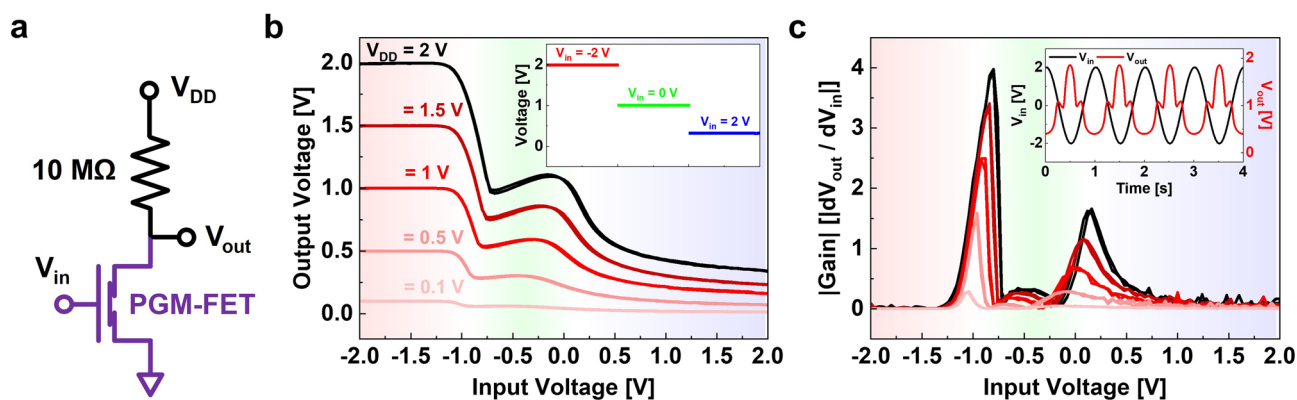 a
V_DD
10 MΩ
V_out
V_in
PGM-FET
b
Output Voltage [V]
2.0
1.5
1.0
0.5
0.0
V_DD = 2 V
= 1.5 V
= 1 V
= 0.5 V
= 0.1 V
Voltage [V]
2
1
0
V_in = -2 V
V_in = 0 V
V_in = 2 V
-2.0 -1.5 -1.0 -0.5 0.0 0.5 1.0 1.5 2.0
Input Voltage [V]
c
|Gain| [|dV_out / dV_in|]
4
3
2
1
0
V_in V_out
V_in [V]
2
0
-2
V_out [V]
2
1
0
0 1 2 3 4
Time [s]
-2.0 -1.5 -1.0 -0.5 0.0 0.5 1.0 1.5 2.0
Input Voltage [V]